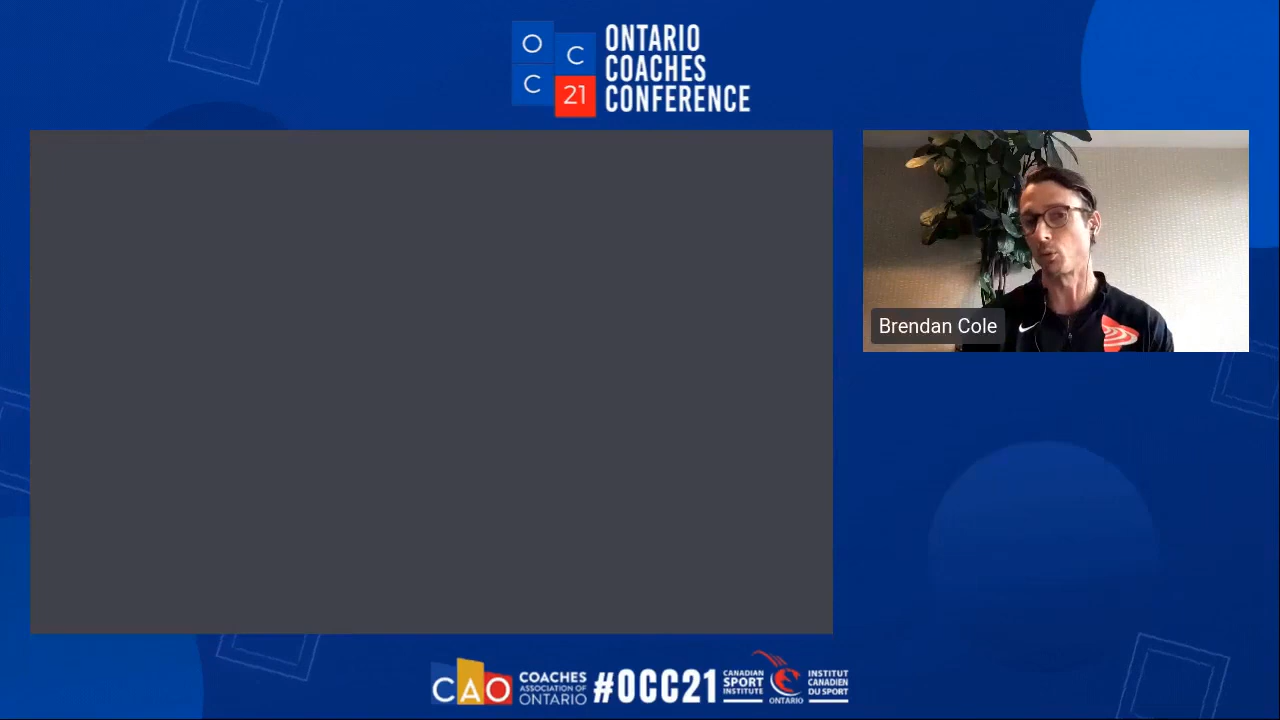 O
C
C
21
ONTARIO
COACHES
CONFERENCE
Brendan Cole
CAO
COACHES
ASSOCIATION OF
ONTARIO
#OCC21
CANADIAN
SPORT
INSTITUTE
ONTARIO
INSTITUT
CANADIEN
DU SPORT